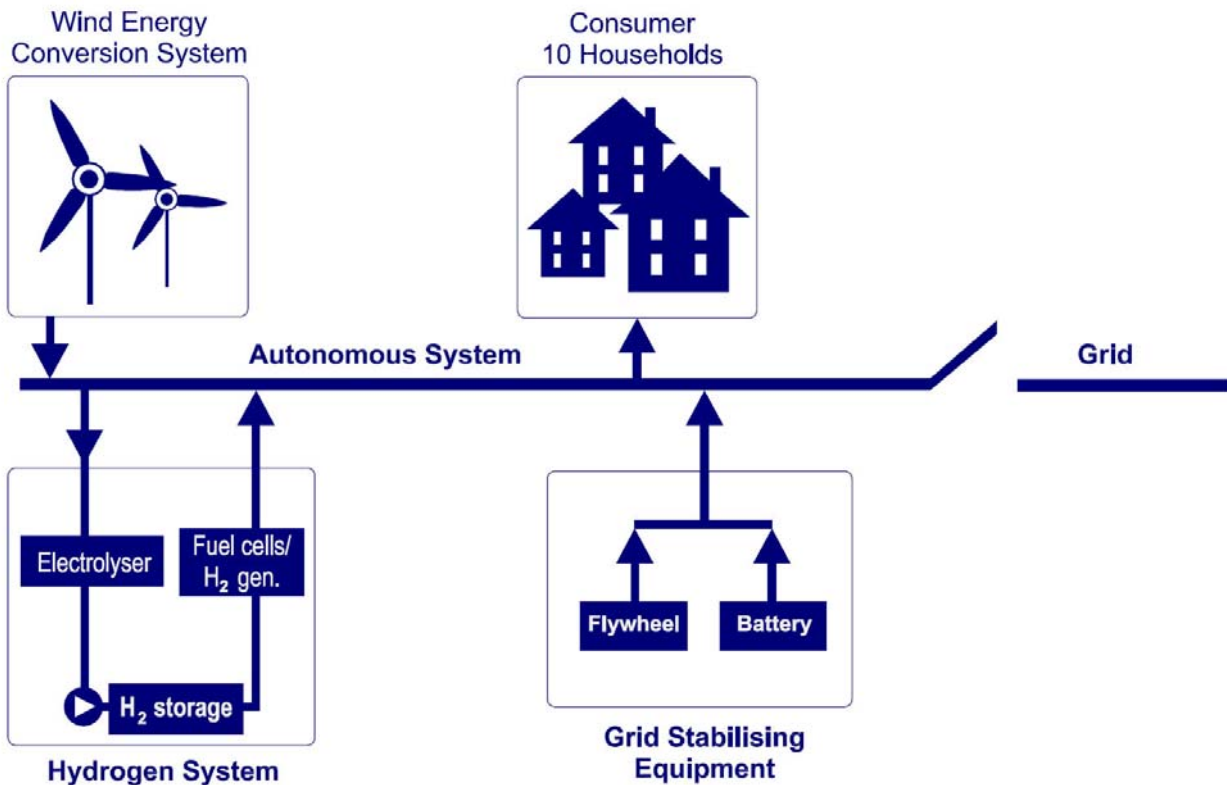 Wind Energy
Conversion System
Consumer
10 Households
Autonomous System
Grid
Electrolyser
Fuel cells/
H₂ gen.
H₂ storage
Hydrogen System
Flywheel
Battery
Grid Stabilising
Equipment